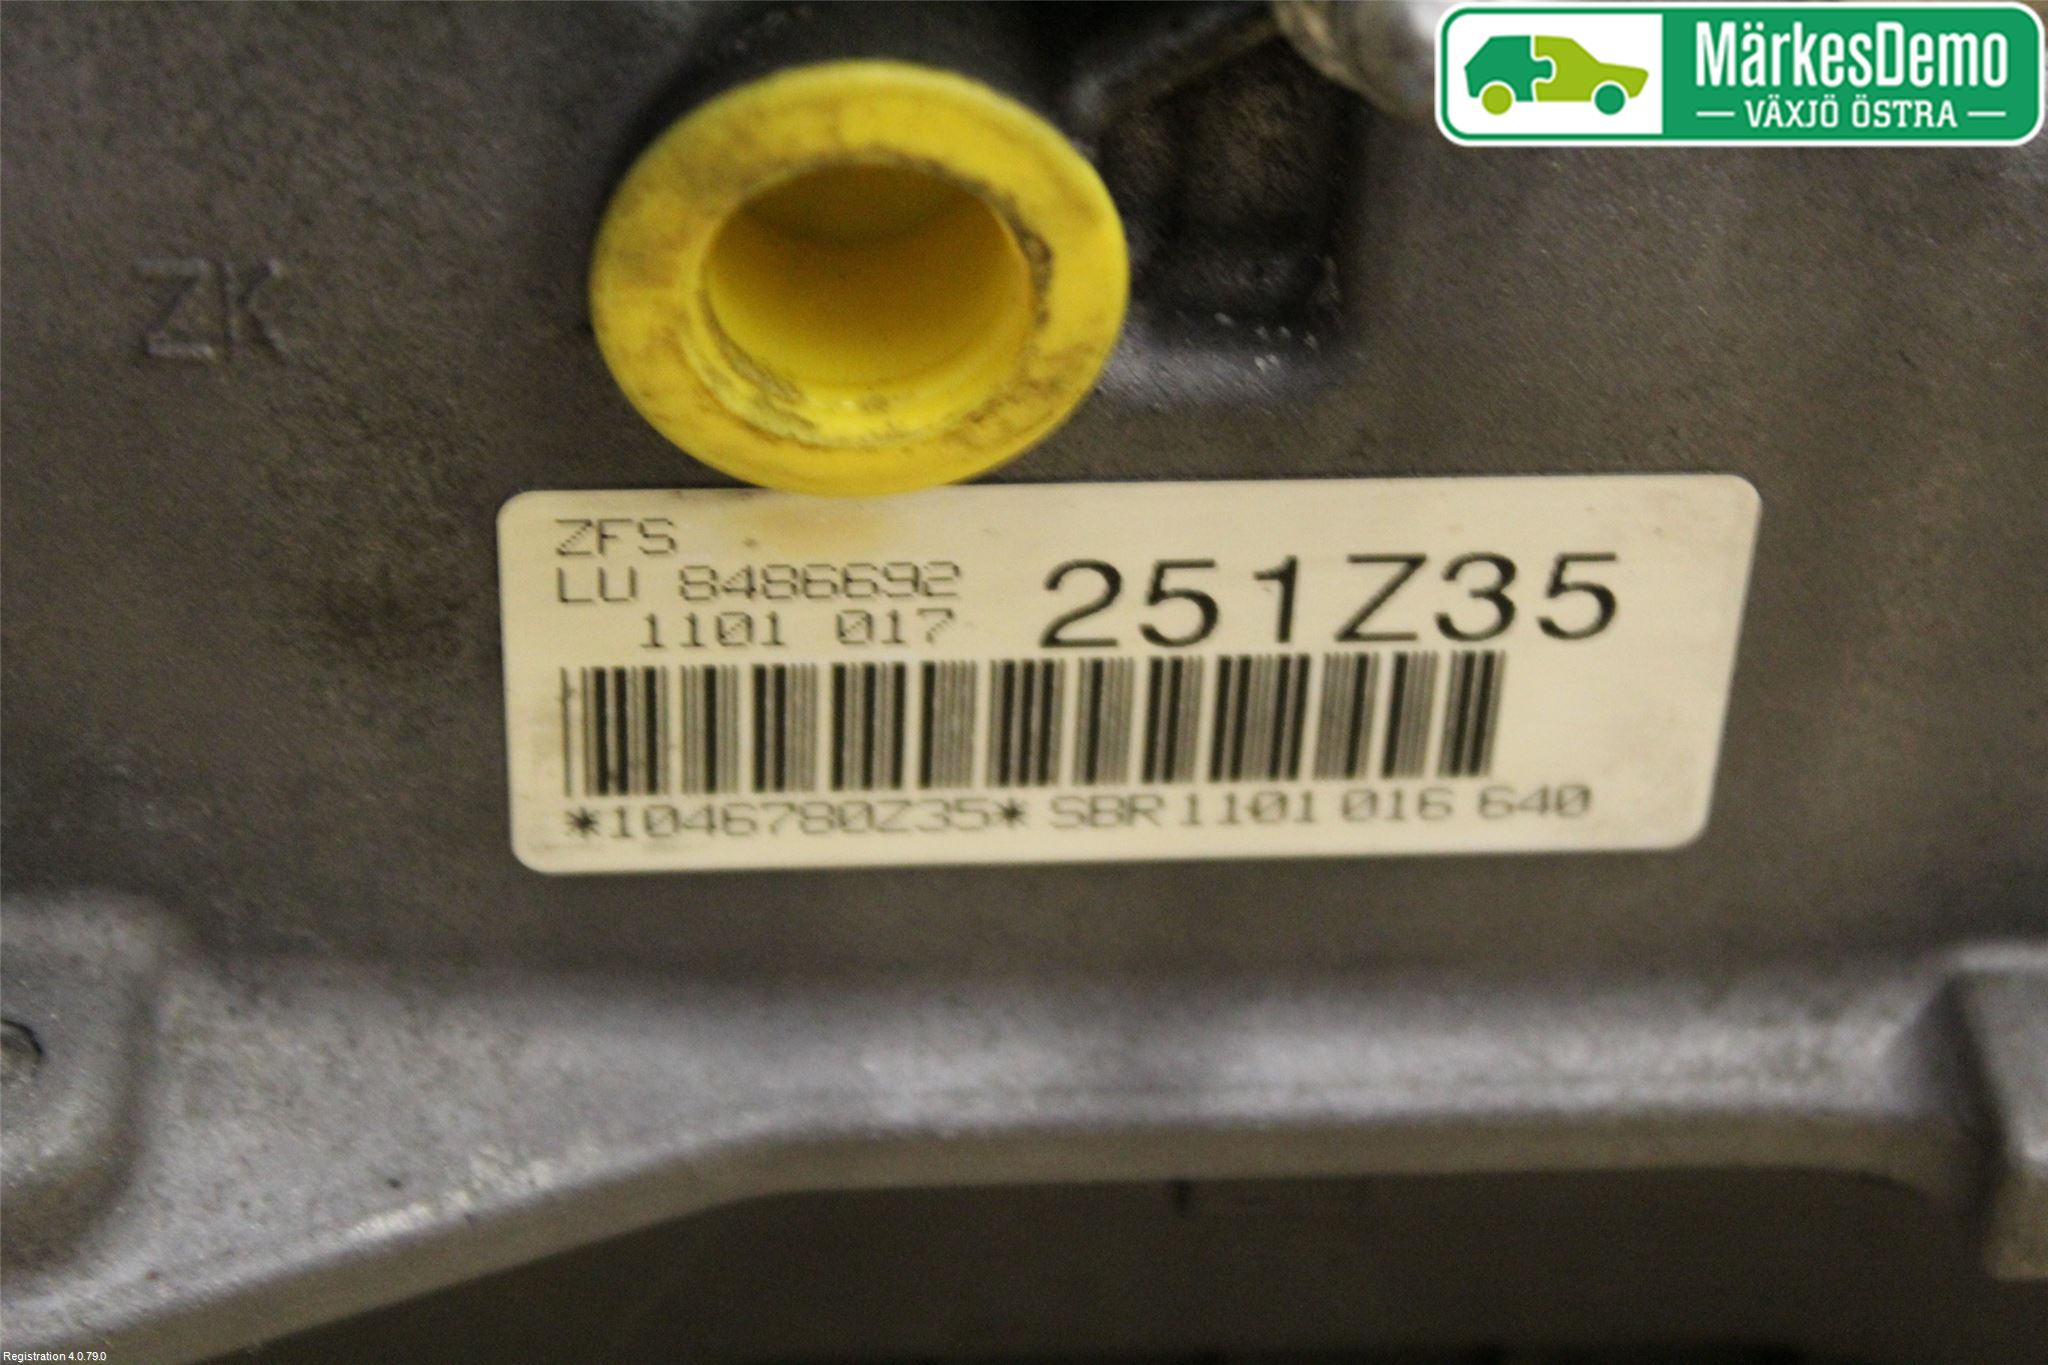 MärkesDemo
VÄXJÖ ÖSTRA
ZK
ZFS
LU 8486692
1101 017
251Z35
*1046780Z35* SBR 1101 016 640
Registration 4.0.79.0